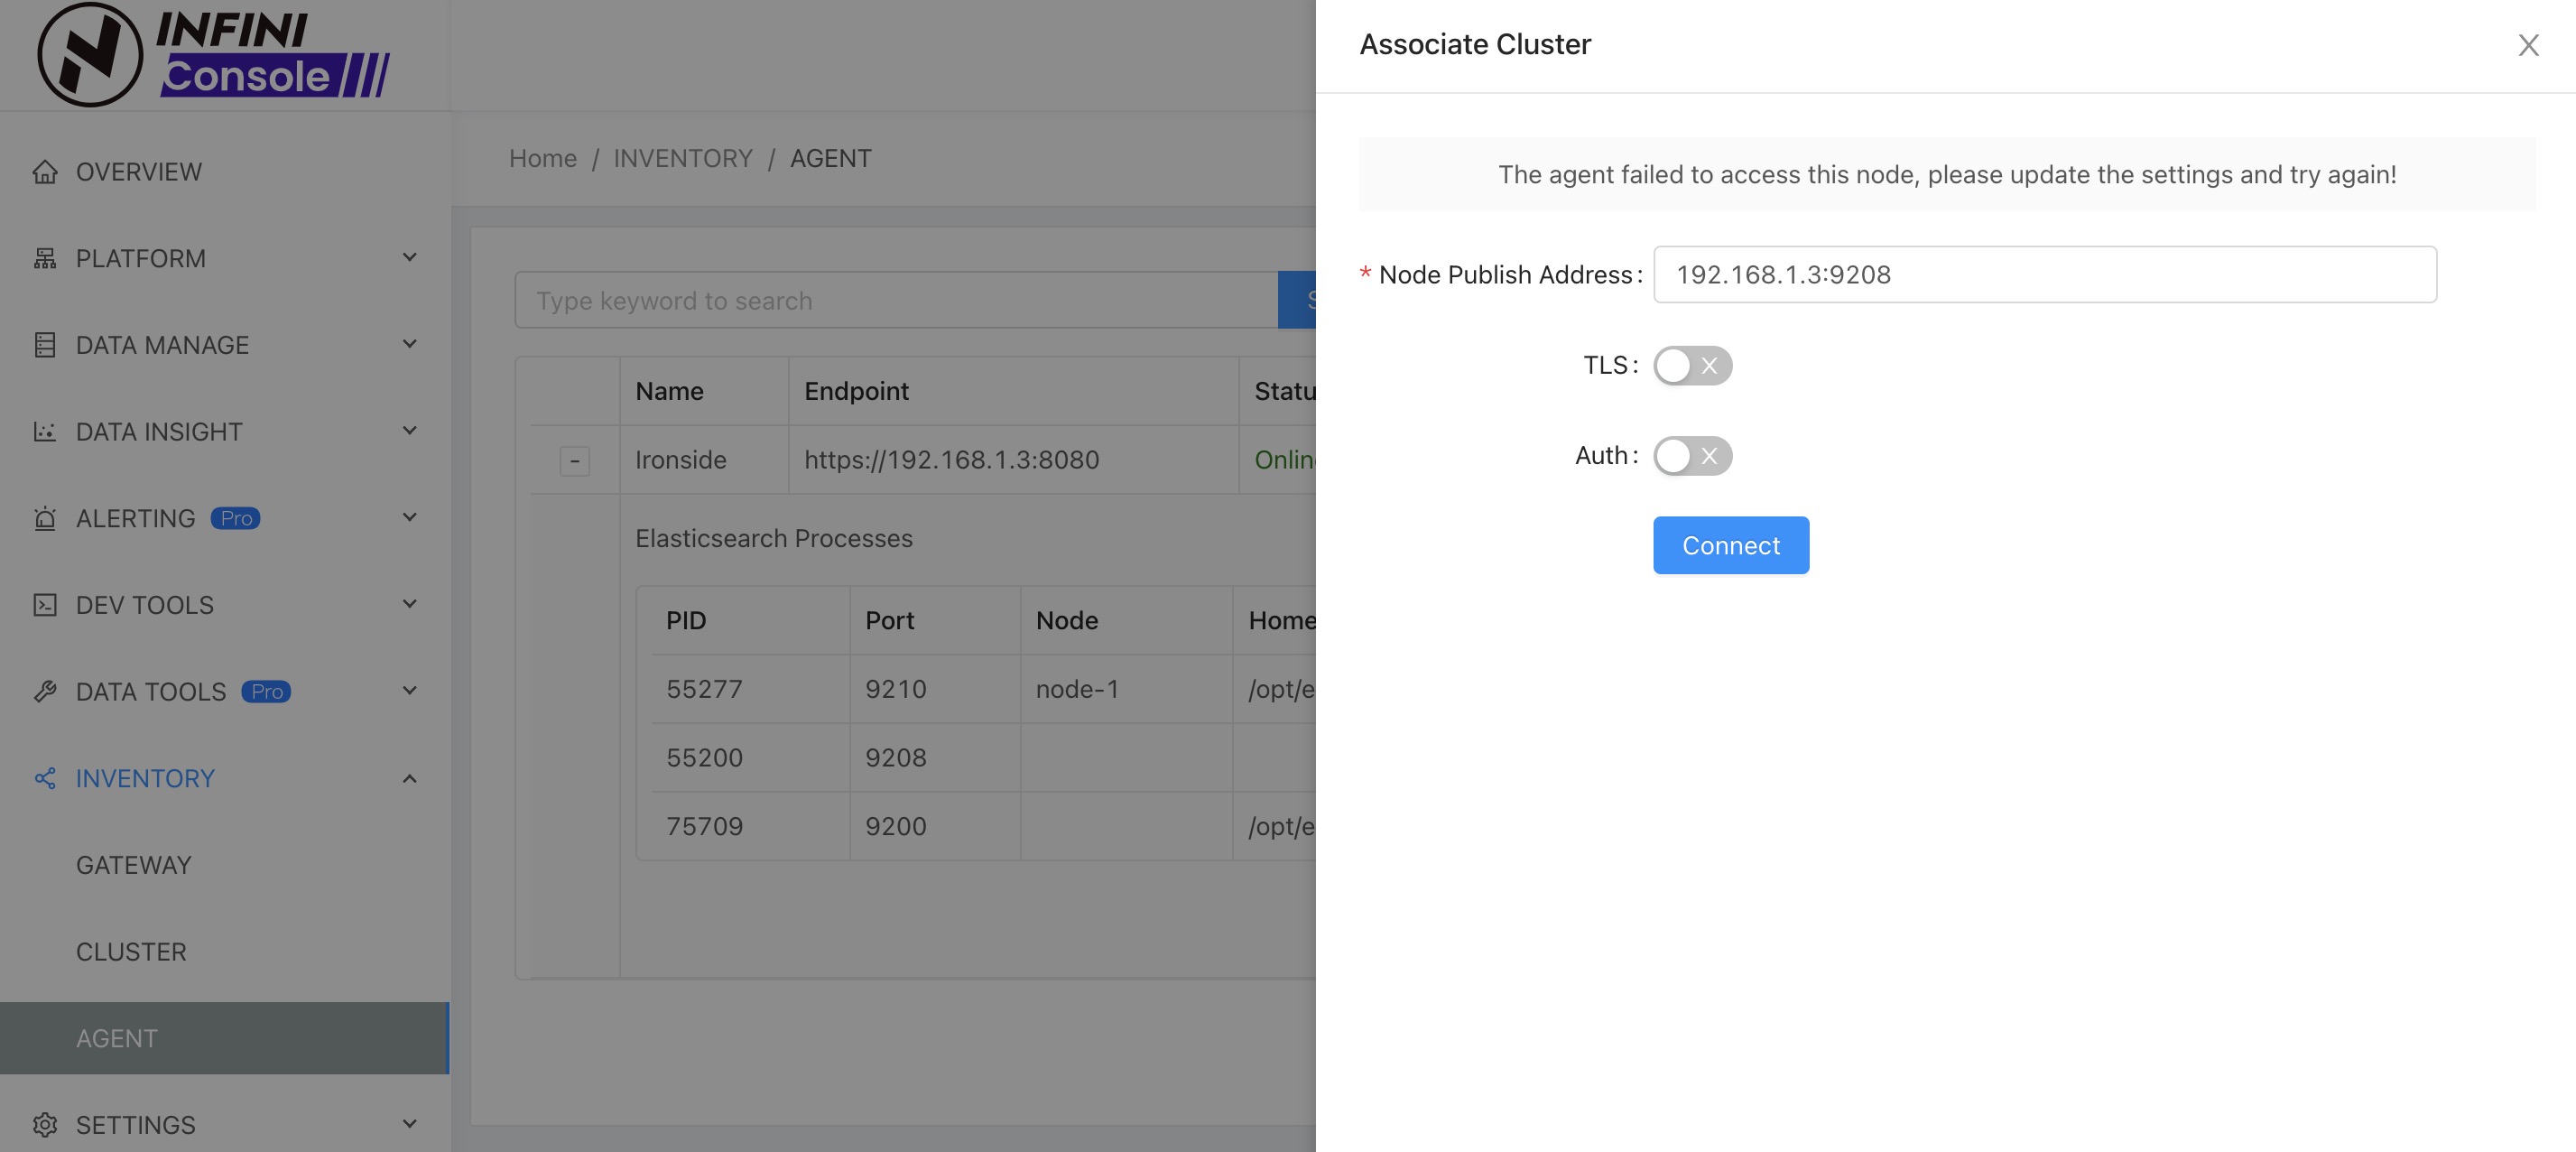 INFINI
Console
OVERVIEW
PLATFORM
DATA MANAGE
DATA INSIGHT
ALERTING Pro
DEV TOOLS
DATA TOOLS Pro
INVENTORY
GATEWAY
CLUSTER
AGENT
SETTINGS
Home / INVENTORY / AGENT
Type keyword to search
Name Endpoint Statu
- Ironside https://192.168.1.3:8080 Onlin
Elasticsearch Processes
PID Port Node Home
55277 9210 node-1 /opt/e
55200 9208
75709 9200 /opt/e
Associate Cluster
The agent failed to access this node, please update the settings and try again!
* Node Publish Address: 192.168.1.3:9208
TLS: X
Auth: X
Connect